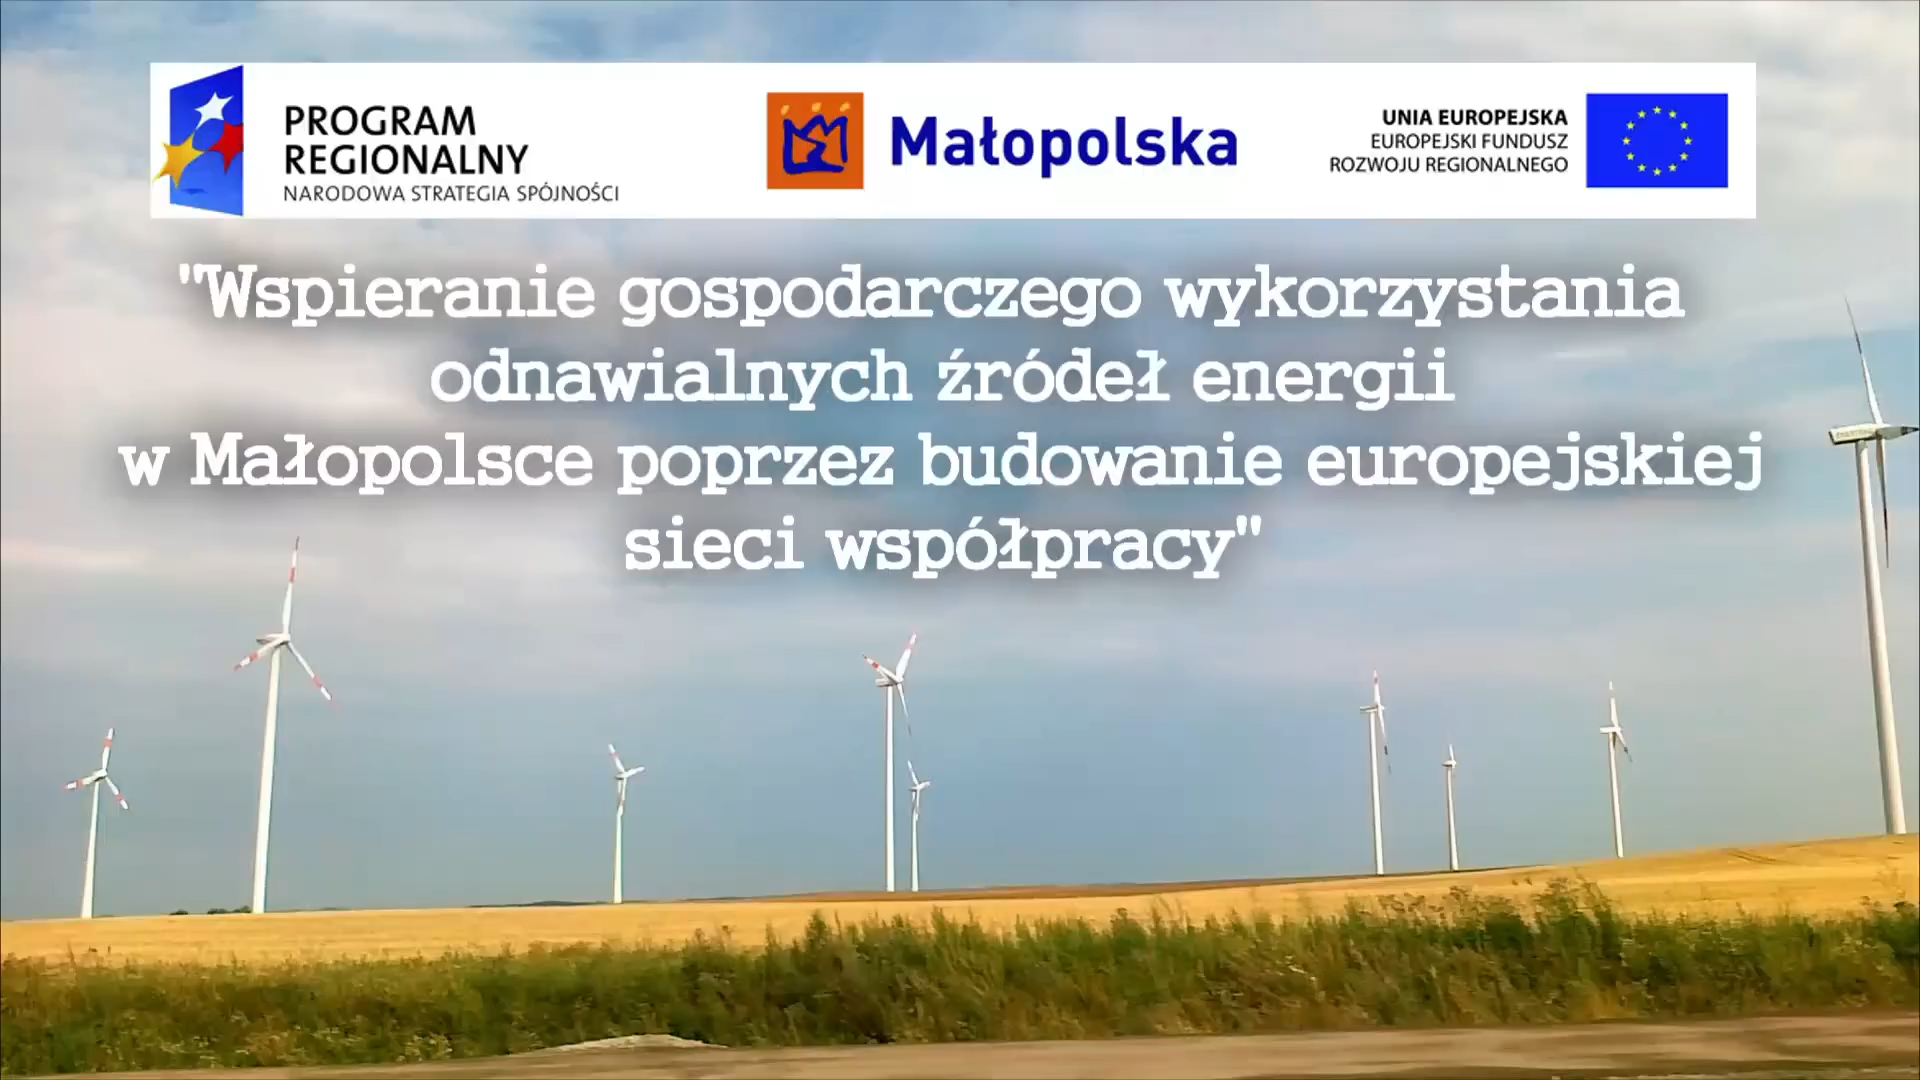 PROGRAM
REGIONALNY
NARODOWA STRATEGIA SPÓJNOŚCI
Małopolska
UNIA EUROPEJSKA
EUROPEJSKI FUNDUSZ
ROZWOJU REGIONALNEGO
"Wspieranie gospodarczego wykorzystania
odnawialnych źródeł energii
w Małopolsce poprzez budowanie europejskiej
sieci współpracy"